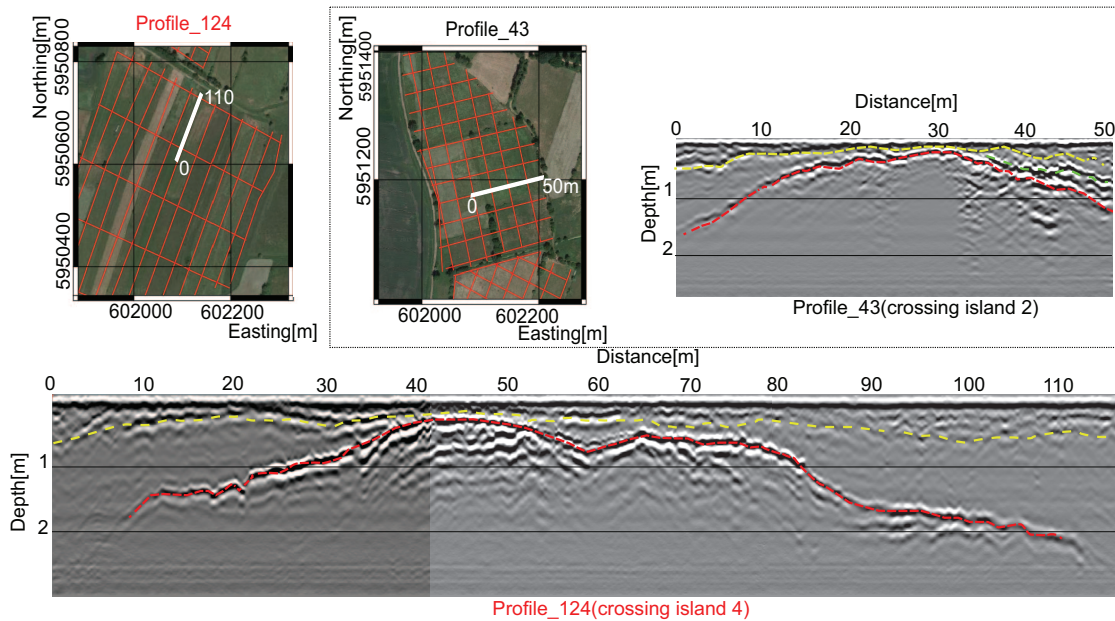 Profile_124
Northing[m]
5950800
5950600
5950400
110
0
602000
602200
Easting[m]
Profile_43
Northing[m]
5951400
5951200
50m
0
602000
602200
Easting[m]
Distance[m]
0 10 20 30 40 50
Depth[m]
1
2
Profile_43(crossing island 2)
Distance[m]
0 10 20 30 40 50 60 70 80 90 100 110
Depth[m]
1
2
Profile_124(crossing island 4)